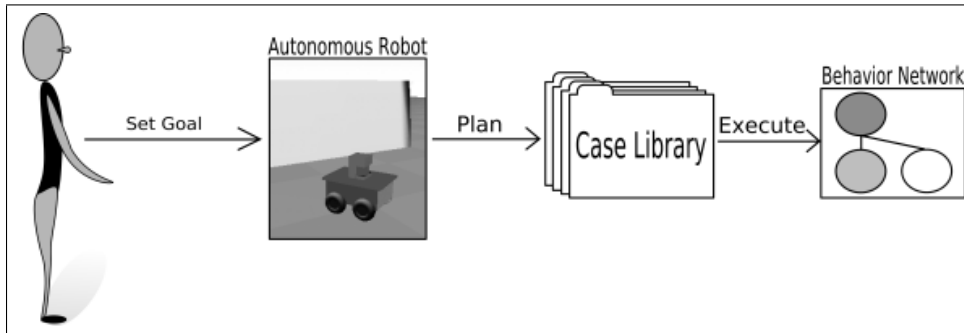 Autonomous Robot
Set Goal
Plan
Case Library
Execute
Behavior Network